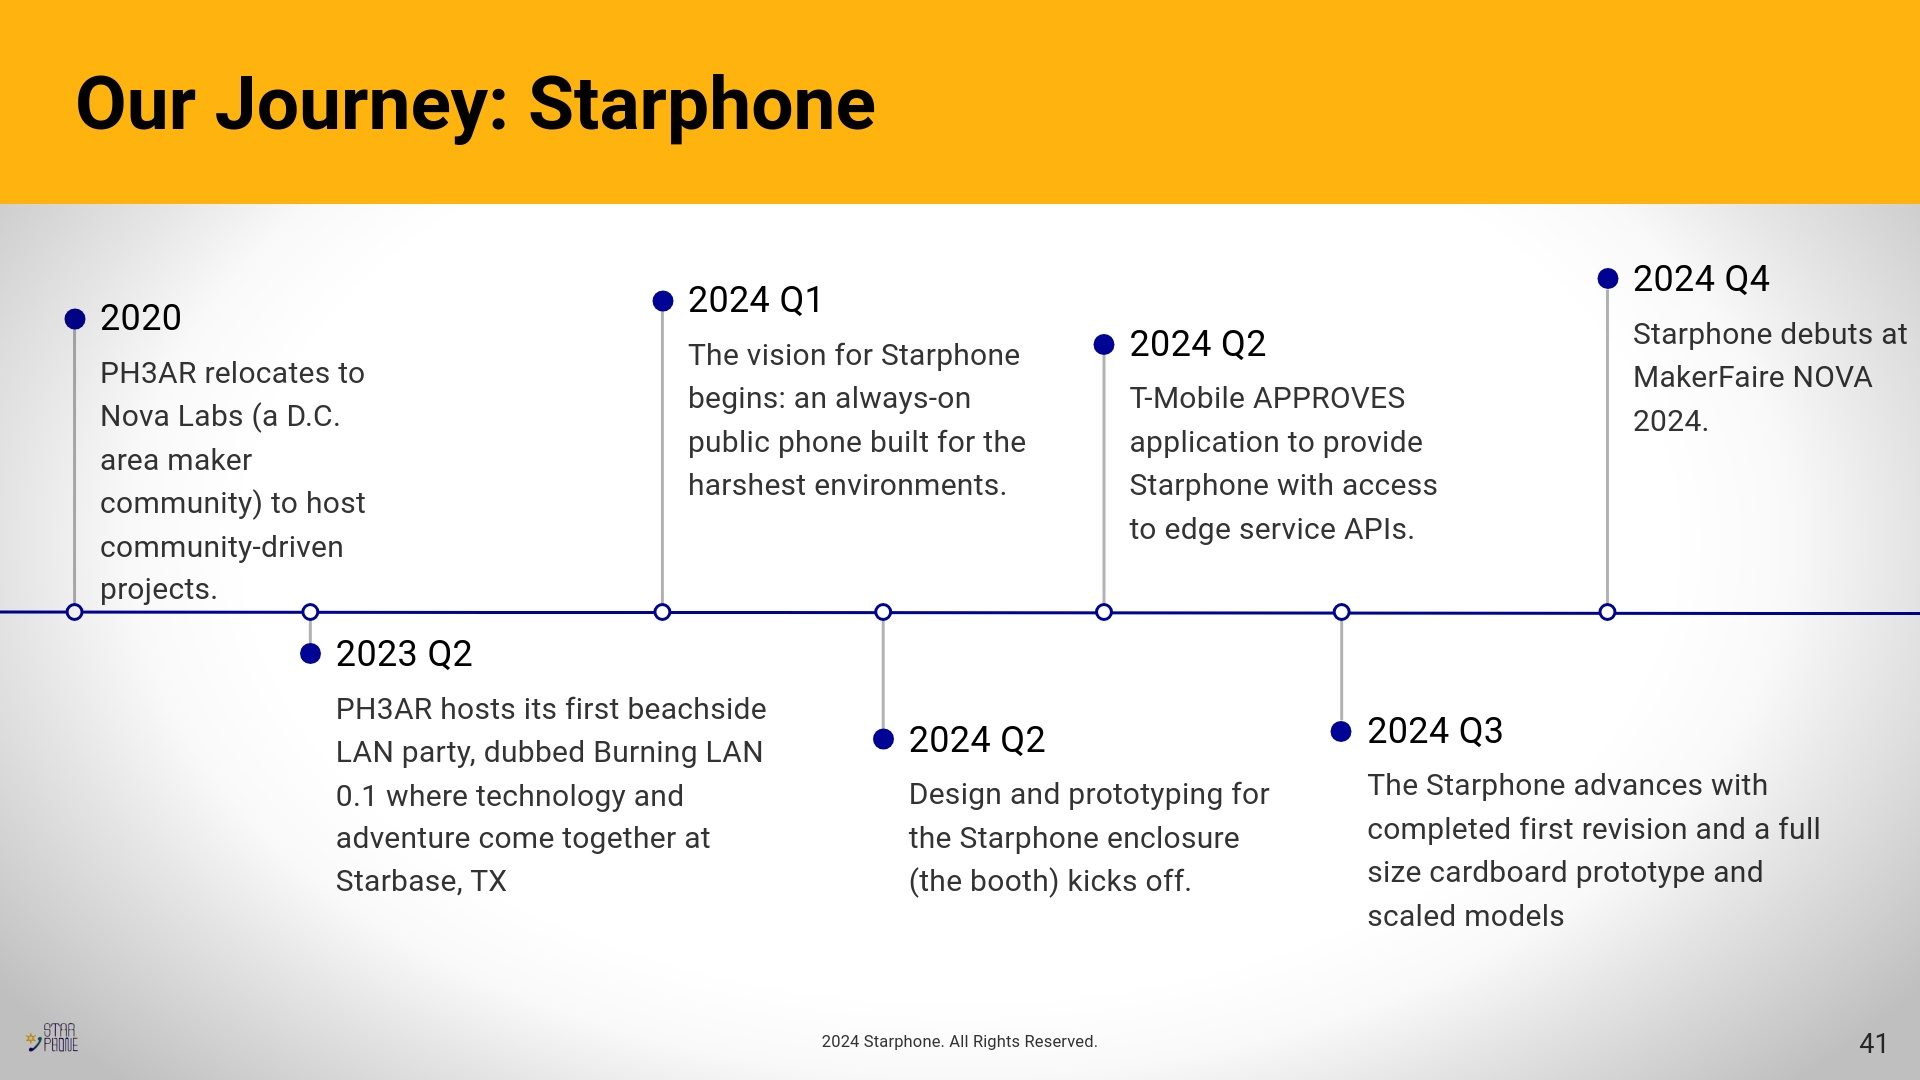 Our Journey: Starphone
2020
PH3AR relocates to
Nova Labs (a D.C.
area maker
community) to host
community-driven
projects.
2023 Q2
PH3AR hosts its first beachside
LAN party, dubbed Burning LAN
0.1 where technology and
adventure come together at
Starbase, TX
2024 Q1
The vision for Starphone
begins: an always-on
public phone built for the
harshest environments.
2024 Q2
Design and prototyping for
the Starphone enclosure
(the booth) kicks off.
2024 Q2
T-Mobile APPROVES
application to provide
Starphone with access
to edge service APIs.
2024 Q3
The Starphone advances with
completed first revision and a full
size cardboard prototype and
scaled models
2024 Q4
Starphone debuts at
MakerFaire NOVA
2024.
STAR
PHONE
2024 Starphone. All Rights Reserved.
41